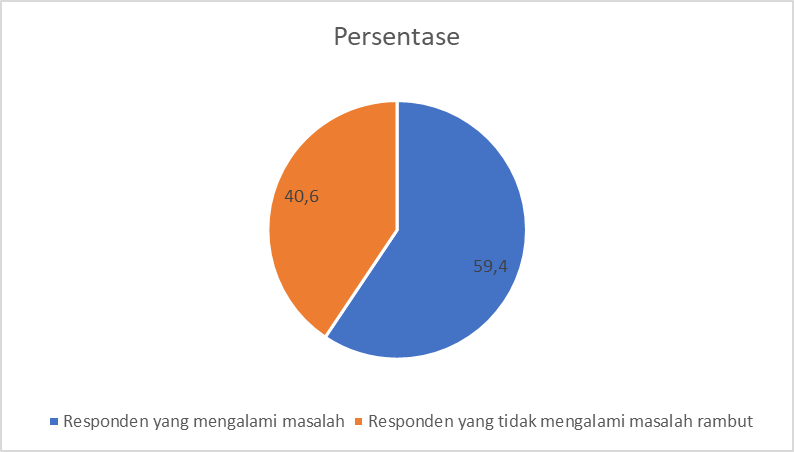 Persentase
40,6
59,4
Responden yang mengalami masalah
Responden yang tidak mengalami masalah rambut